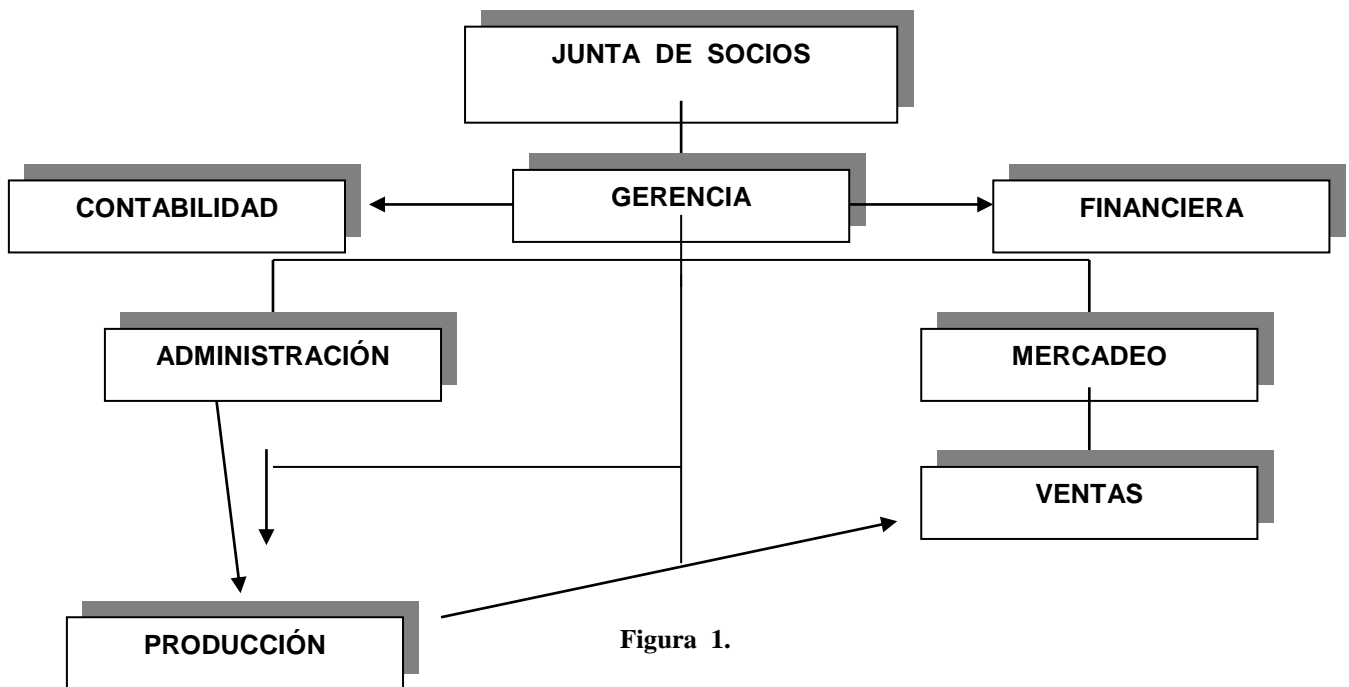 JUNTA DE SOCIOS
CONTABILIDAD
GERENCIA
FINANCIERA
ADMINISTRACIÓN
MERCADEO
VENTAS
PRODUCCIÓN
Figura 1.